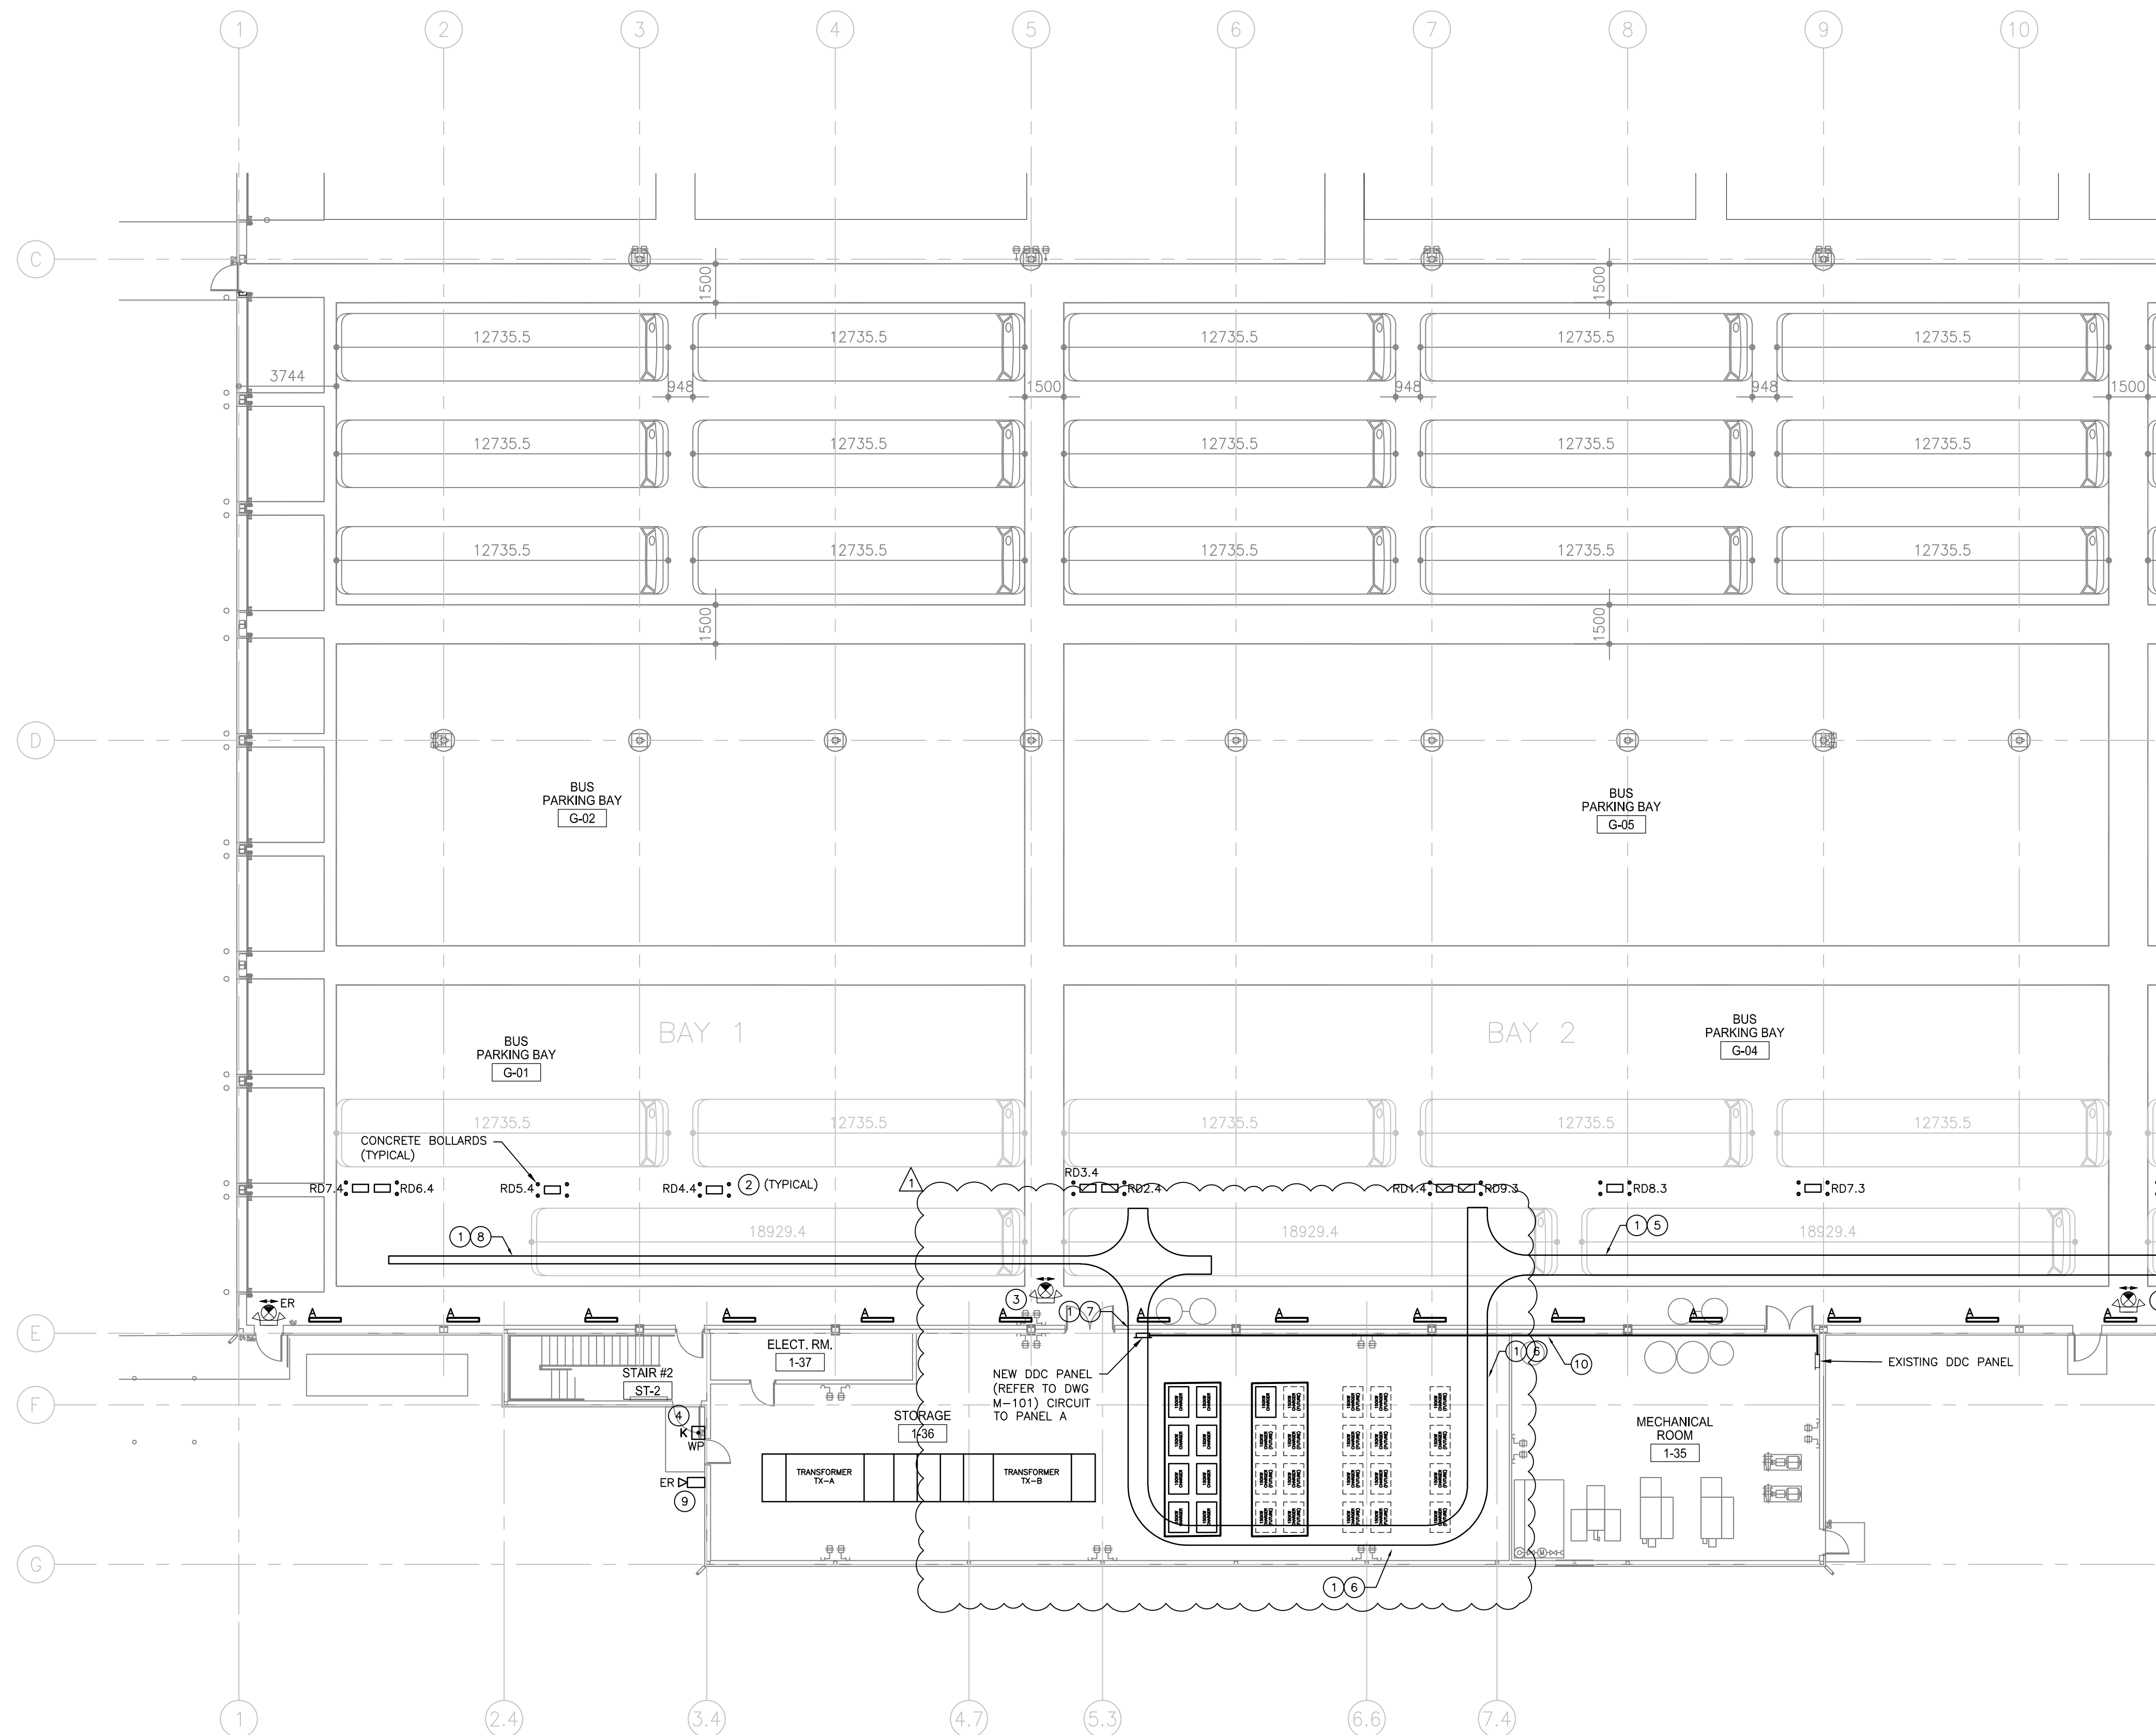 1 2 3 4 5 6 7 8 9 10
C
1500 1500
12735.5 12735.5 12735.5 12735.5 12735.5
3744 948 1500 948 948 1500
12735.5 12735.5 12735.5 12735.5 12735.5
12735.5 12735.5 12735.5 12735.5 12735.5
1500 1500
D
BUS
PARKING BAY
G-02
BUS
PARKING BAY
G-05
BAY 1
BAY 2
BUS
PARKING BAY
G-01
BUS
PARKING BAY
G-04
12735.5 12735.5 12735.5 12735.5 12735.5
CONCRETE BOLLARDS
(TYPICAL)
RD7.4 RD6.4 RD5.4 RD4.4 2 (TYPICAL)
1
RD3.4
RD2.4 RD1.4 RD9.3 RD8.3 RD7.3
18929.4 18929.4 18929.4
1 8
1 5
ER
3
1 7
A A A A A A A A A A A A A A
E
ELECT. RM.
1-37
STAIR #2
ST-2
NEW DDC PANEL
(REFER TO DWG
M-101) CIRCUIT
TO PANEL A
1 6
10
EXISTING DDC PANEL
F
4
K
WP
STORAGE
1-36
MECHANICAL
ROOM
1-35
TRANSFORMER
TX-A
TRANSFORMER
TX-B
150KW
CHARGER
150KW
CHARGER
(FUTURE)
ER
9
M
G
1 6
1 2.4 3.4 4.7 5.3 6.6 7.4